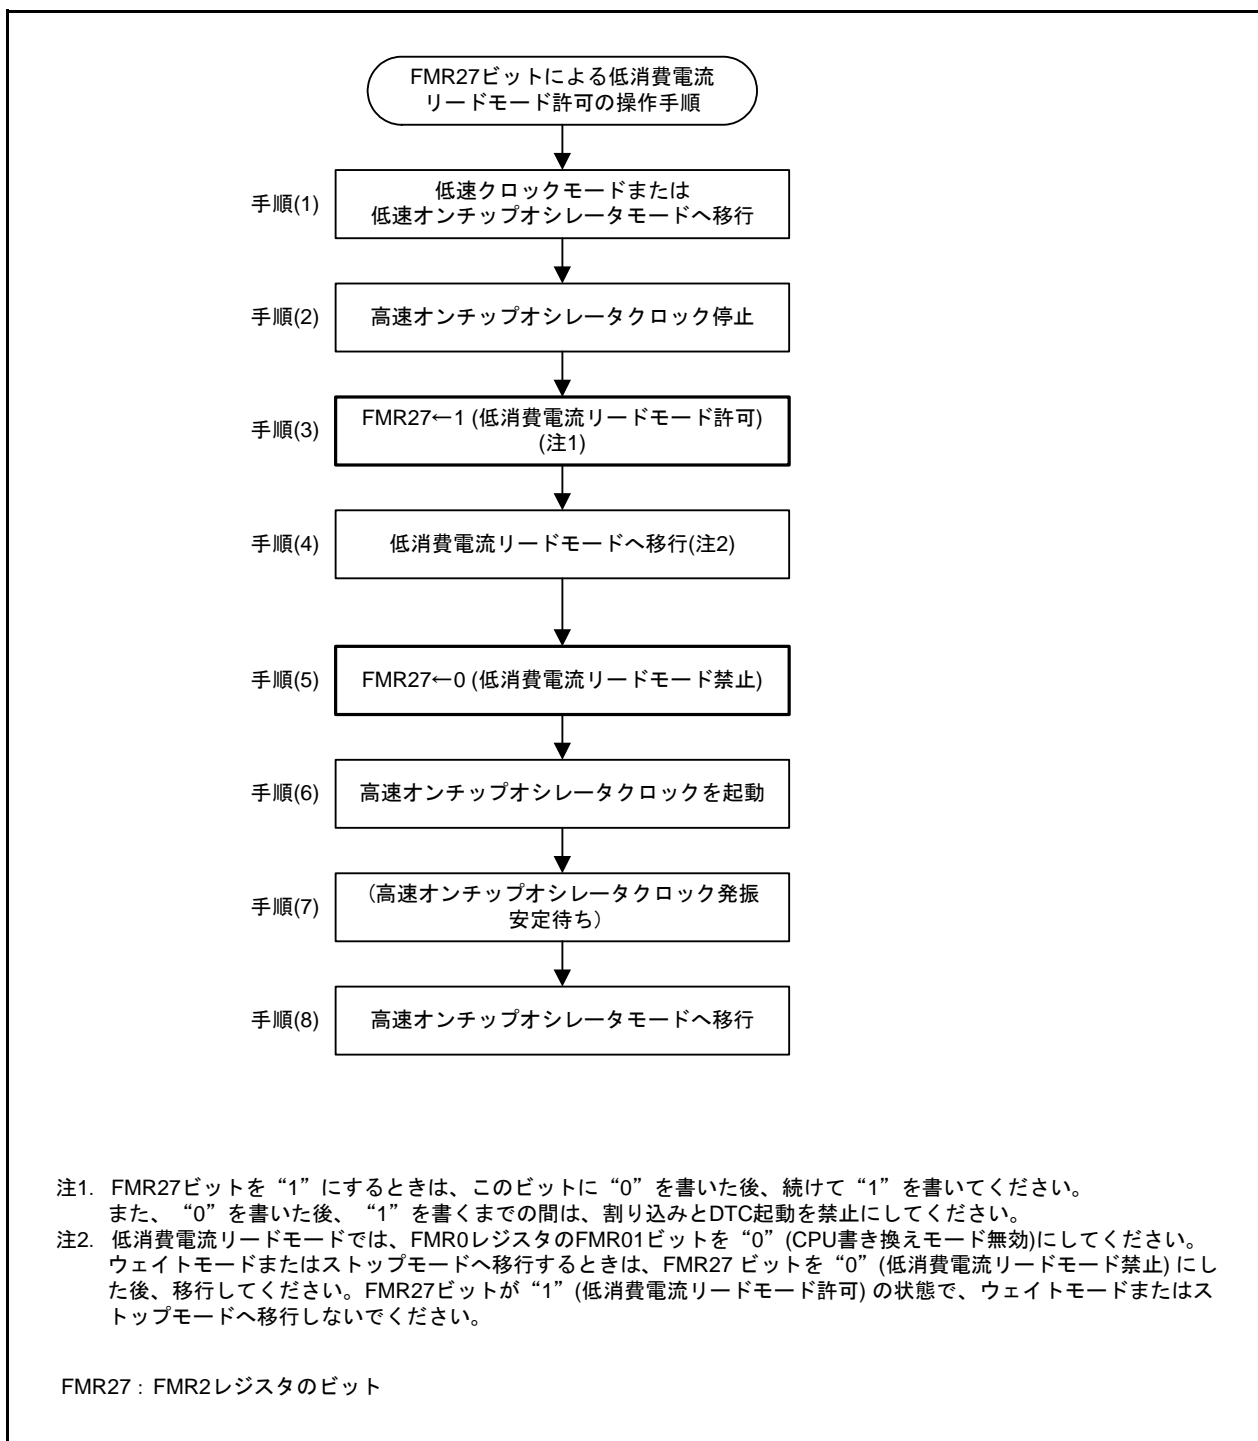 FMR27ビットによる低消費電流
リードモード許可の操作手順
手順(1)
低速クロックモードまたは
低速オンチップオシレータモードへ移行
手順(2)
高速オンチップオシレータクロック停止
手順(3)
FMR27←1 (低消費電流リードモード許可)
(注1)
手順(4)
低消費電流リードモードへ移行(注2)
手順(5)
FMR27←0 (低消費電流リードモード禁止)
手順(6)
高速オンチップオシレータクロックを起動
手順(7)
(高速オンチップオシレータクロック発振
安定待ち)
手順(8)
高速オンチップオシレータモードへ移行
注1. FMR27ビットを“1”にするときは、このビットに“0”を書いた後、続けて“1”を書いてください。
また、“0”を書いた後、“1”を書くまでの間は、割り込みとDTC起動を禁止にしてください。
注2. 低消費電流リードモードでは、FMR0レジスタのFMR01ビットを“0”(CPU書き換えモード無効)にしてください。
ウェイトモードまたはストップモードへ移行するときは、FMR27 ビットを“0”(低消費電流リードモード禁止) にし
た後、移行してください。FMR27ビットが“1”(低消費電流リードモード許可) の状態で、ウェイトモードまたはス
トップモードへ移行しないでください。
FMR27 : FMR2レジスタのビット